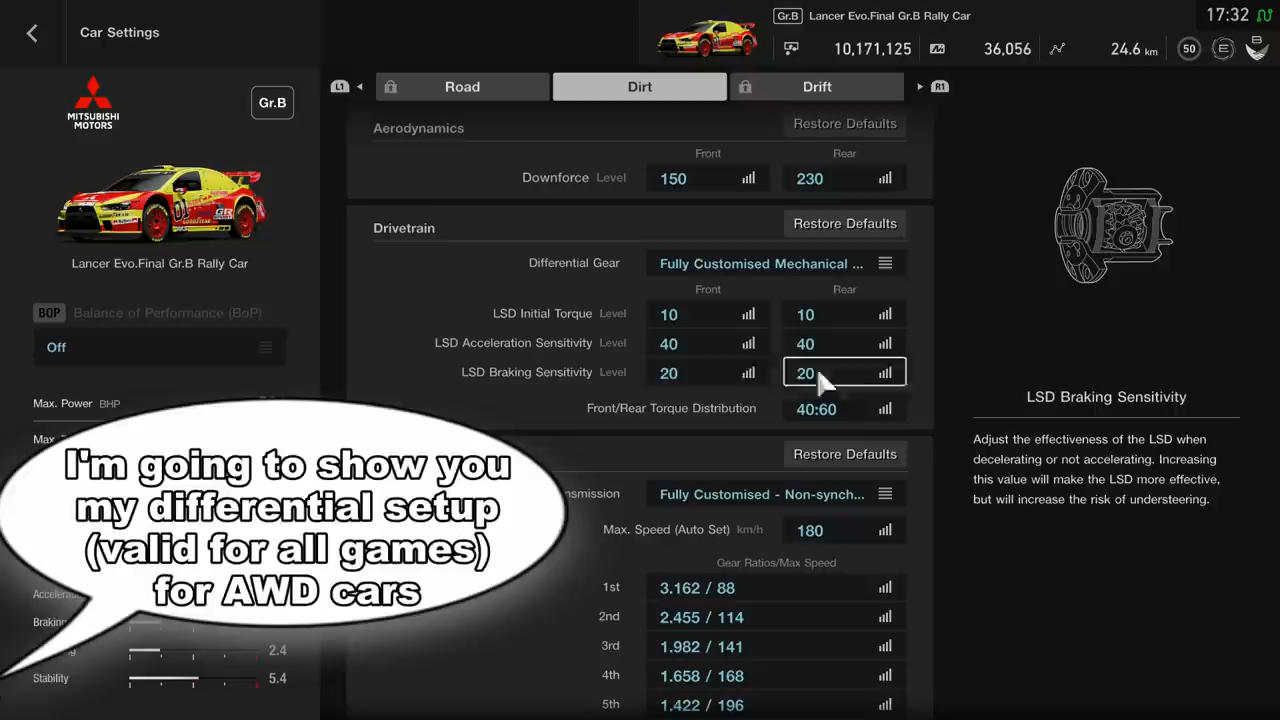 Car Settings
Gr.B Lancer Evo.Final Gr.B Rally Car
17:32
10,171,125 36,056 24.6 km 50 E B
MITSUBISHI
MOTORS
Gr.B
L1 Road Dirt Drift R1
Aerodynamics Restore Defaults
Front Rear
Downforce Level 150 230
Drivetrain Restore Defaults
Lancer Evo.Final Gr.B Rally Car
Differential Gear Fully Customised Mechanical ...
Front Rear
LSD Initial Torque Level 10 10
LSD Acceleration Sensitivity Level 40 40
LSD Braking Sensitivity Level 20 20
Front/Rear Torque Distribution 40:60
BOP Balance of Performance (BoP)
Off
Max. Power BHP
LSD Braking Sensitivity
Adjust the effectiveness of the LSD when
decelerating or not accelerating. Increasing
this value will make the LSD more effective,
but will increase the risk of understeering.
I'm going to show you
my differential setup
(valid for all games)
for AWD cars
Restore Defaults
Fully Customised - Non-synch...
Max. Speed (Auto Set) km/h 180
Gear Ratios/Max Speed
1st 3.162 / 88
2nd 2.455 / 114
3rd 1.982 / 141
4th 1.658 / 168
5th 1.422 / 196
2.4
Stability 5.4